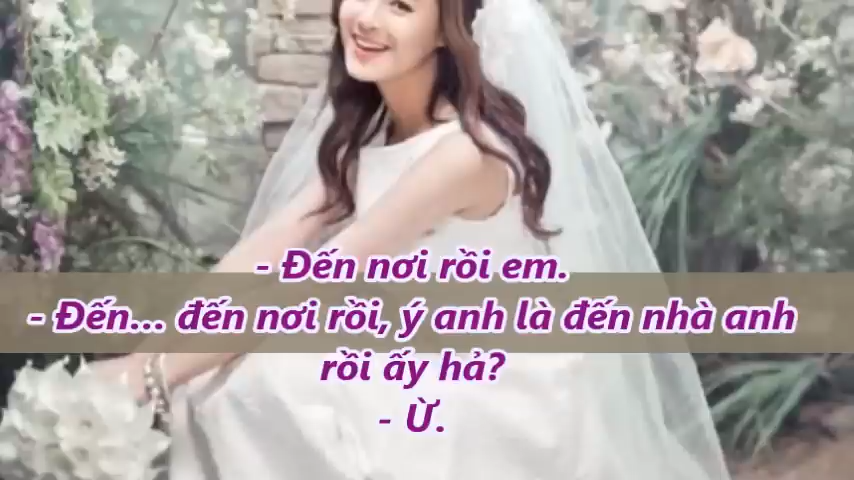 - Đến nơi rồi em.
- Đến... đến nơi rồi, ý anh là đến nhà anh
rồi ấy hả?
- Ừ.